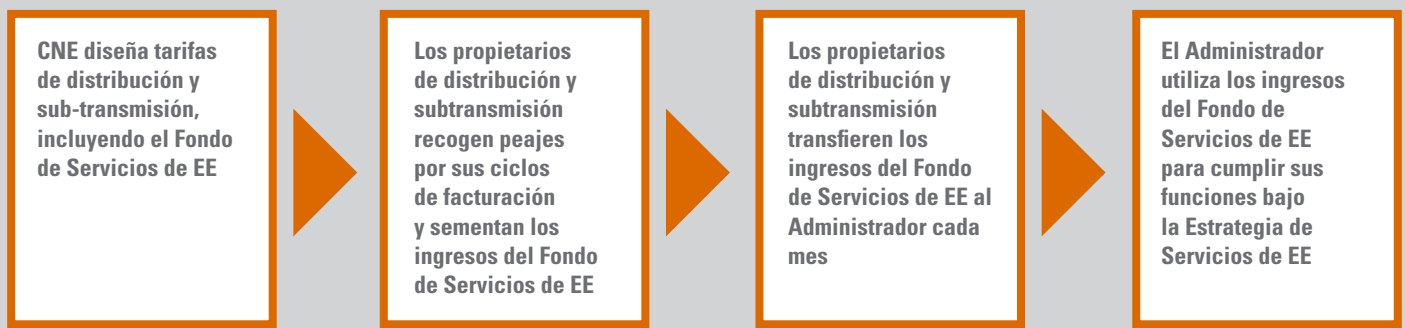 CNE diseña tarifas
de distribución y
sub-transmisión,
incluyendo el Fondo
de Servicios de EE
Los propietarios
de distribución y
subtransmisión
recogen peajes
por sus ciclos
de facturación
y sementan los
ingresos del Fondo
de Servicios de EE
Los propietarios
de distribución y
subtransmisión
transfieren los
ingresos del Fondo
de Servicios de EE al
Administrador cada
mes
El Administrador
utiliza los ingresos
del Fondo de
Servicios de EE
para cumplir sus
funciones bajo
la Estrategia de
Servicios de EE